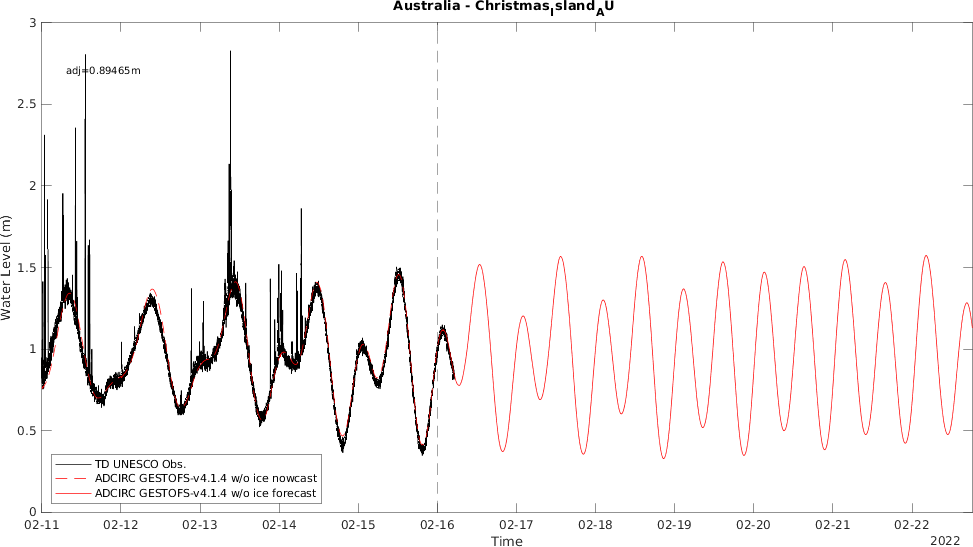 Australia - ChristmasIslandAU
3
2.5
2
1.5
1
0.5
0
Water Level (m)
adj=0.89465m
TD UNESCO Obs.
ADCIRC GESTOFS-v4.1.4 w/o ice nowcast
ADCIRC GESTOFS-v4.1.4 w/o ice forecast
02-11 02-12 02-13 02-14 02-15 02-16 02-17 02-18 02-19 02-20 02-21 02-22
Time
2022